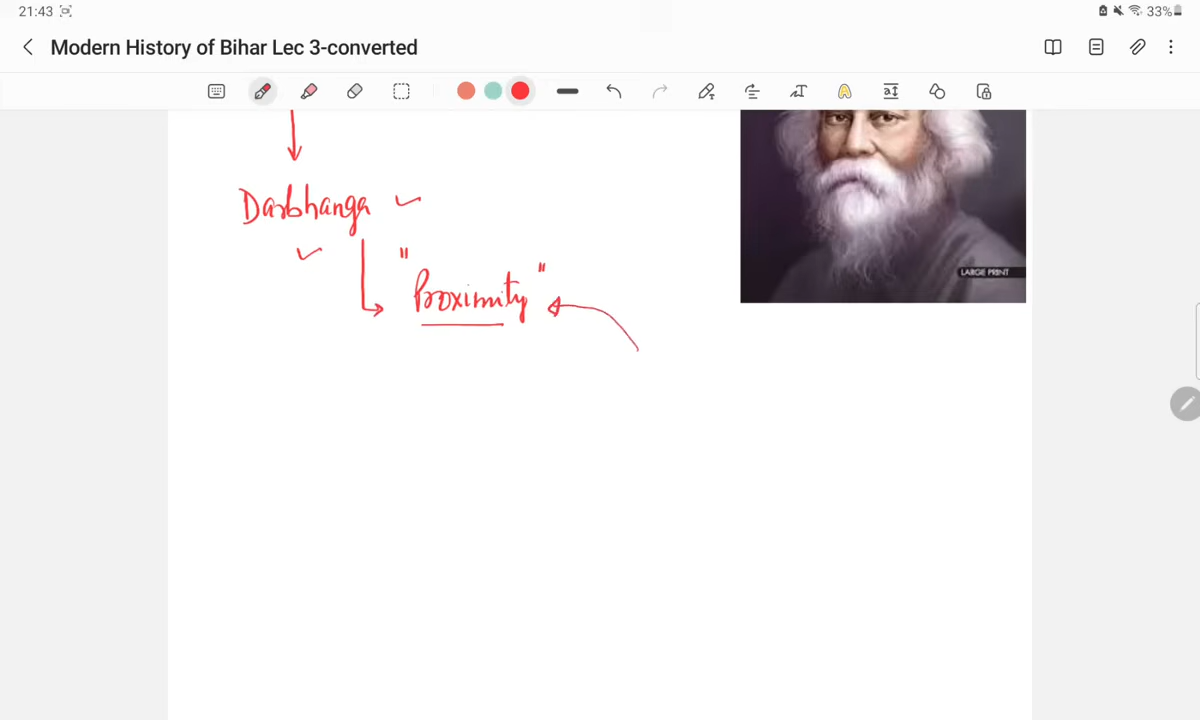 21:43
33%
Modern History of Bihar Lec 3-converted
Darbhanga
"Proximity"
LARGE PRINT